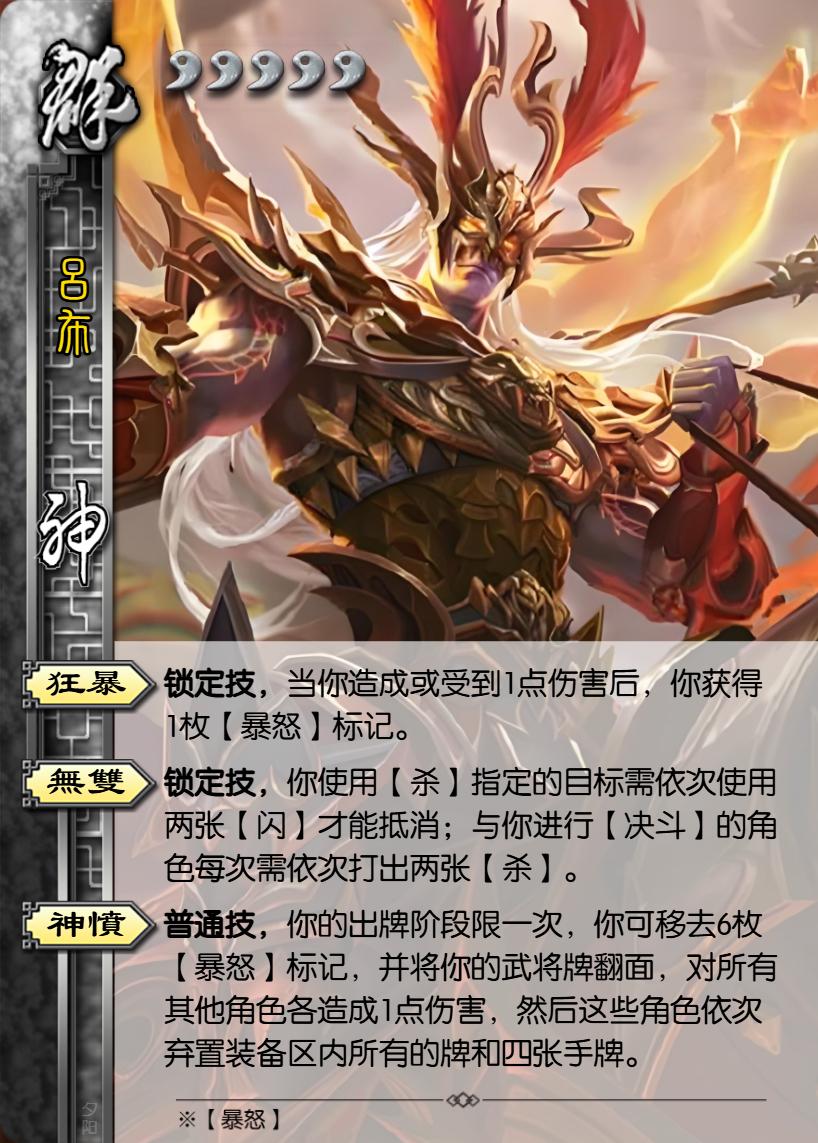 群
呂布
神
狂暴
锁定技，当你造成或受到1点伤害后，你获得
1枚【暴怒】标记。
無雙
锁定技，你使用【杀】指定的目标需依次使用
两张【闪】才能抵消；与你进行【决斗】的角
色每次需依次打出两张【杀】。
神憤
普通技，你的出牌阶段限一次，你可移去6枚
【暴怒】标记，并将你的武将牌翻面，对所有
其他角色各造成1点伤害，然后这些角色依次
弃置装备区内所有的牌和四张手牌。
※【暴怒】
夕阳